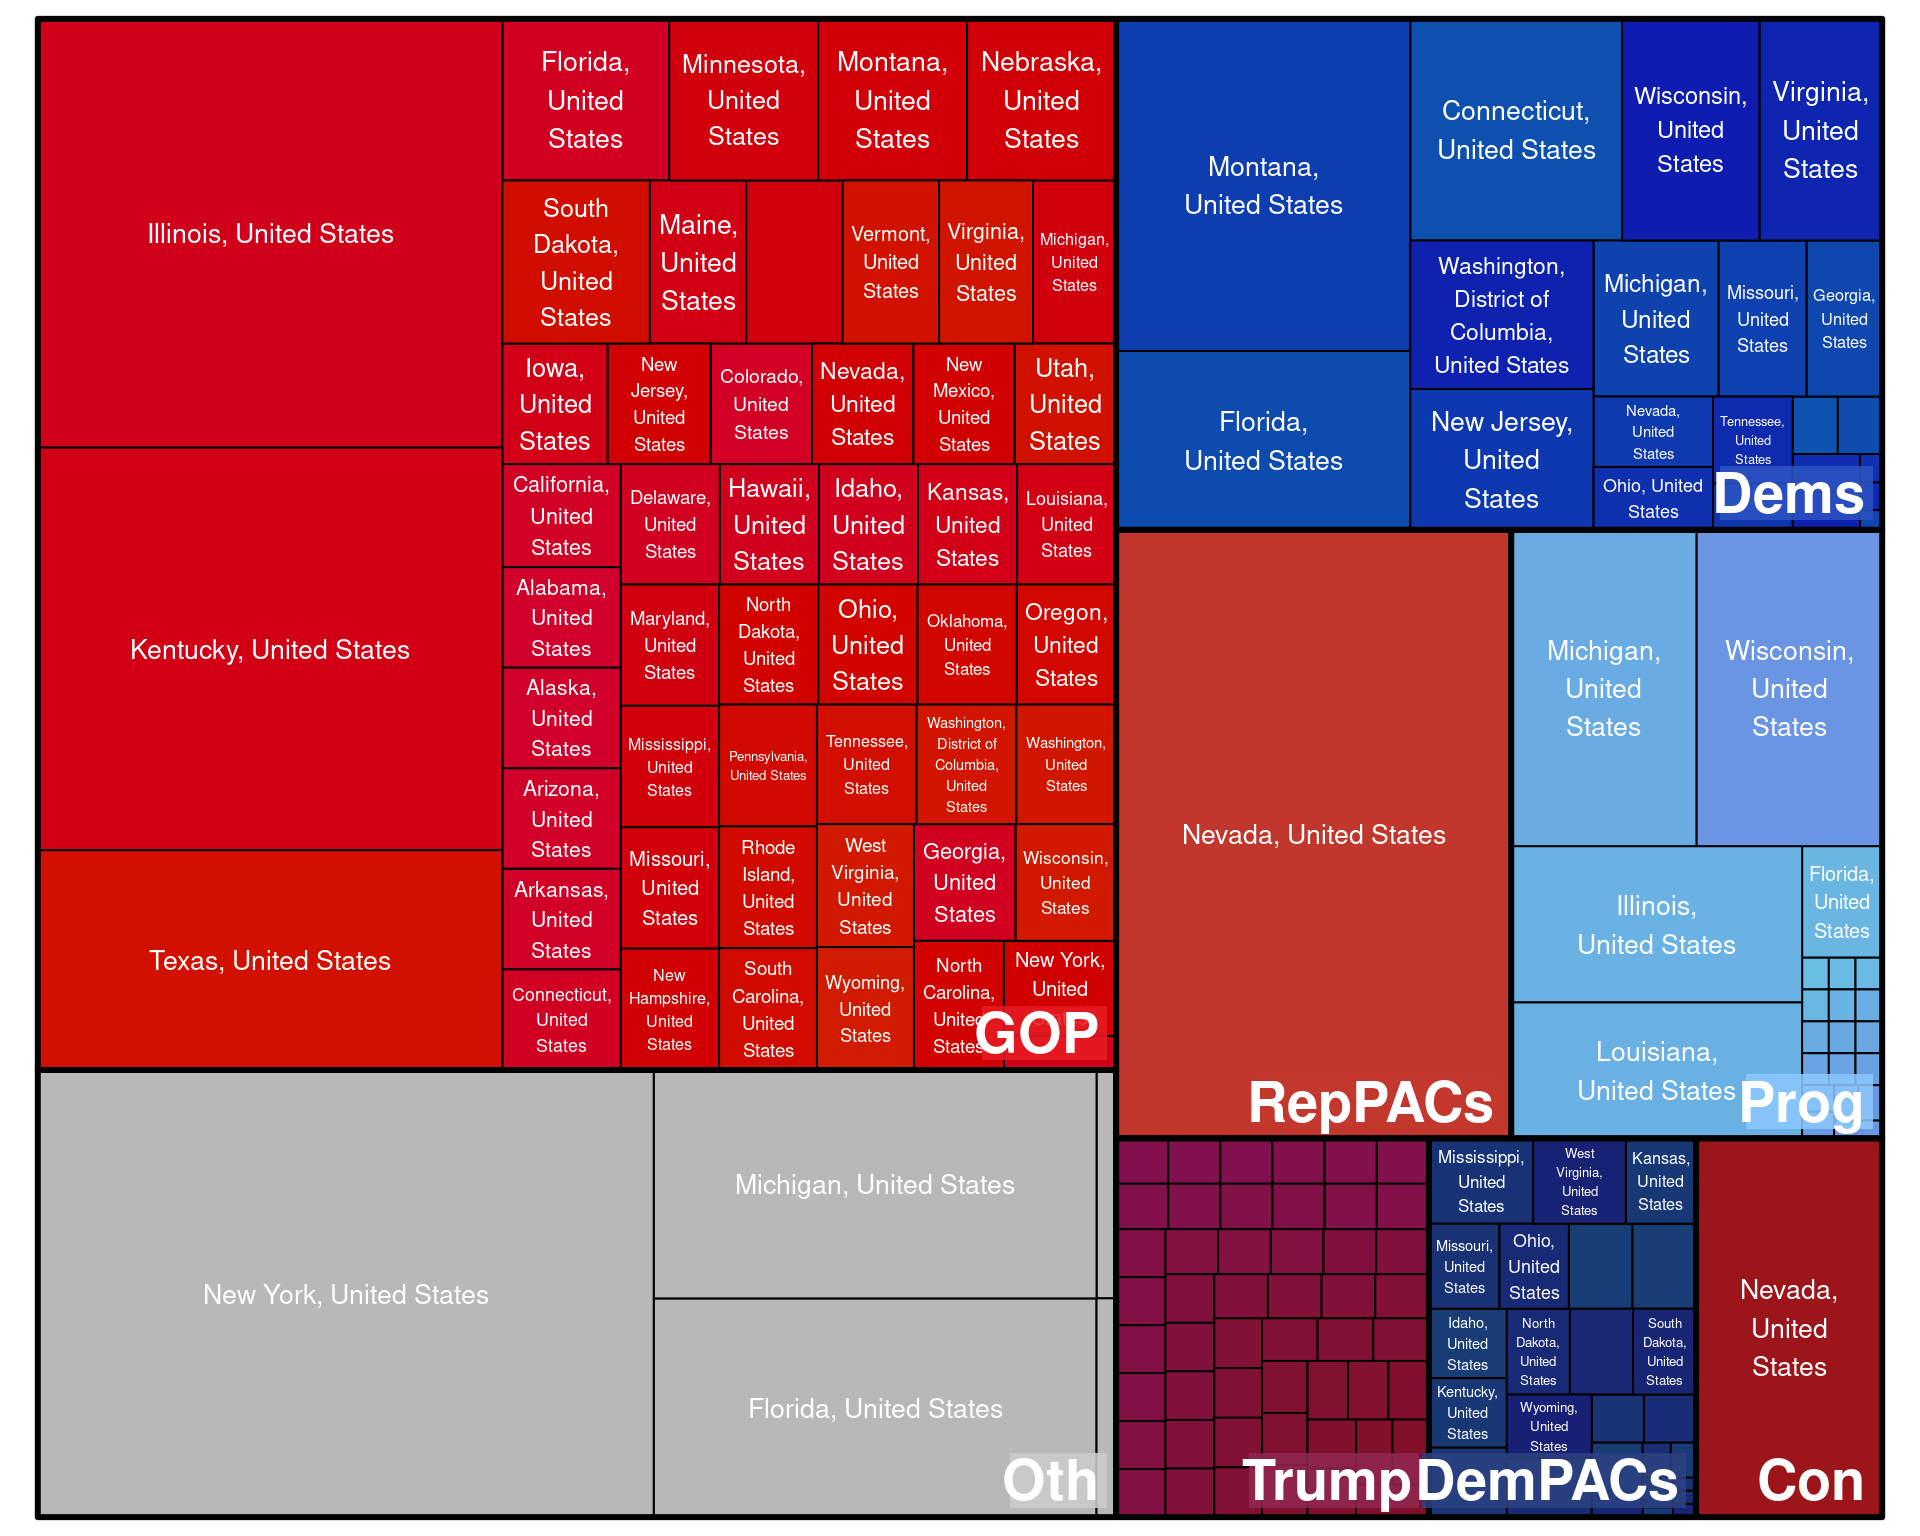 Illinois, United States
Kentucky, United States
Texas, United States
Florida,
United
States
Minnesota,
United
States
Montana,
United
States
Nebraska,
United
States
South
Dakota,
United
States
Maine,
United
States
Vermont,
United
States
Virginia,
United
States
Michigan,
United
States
Iowa,
United
States
New
Jersey,
United
States
Colorado,
United
States
Nevada,
United
States
New
Mexico,
United
States
Utah,
United
States
California,
United
States
Alabama,
United
States
Alaska,
United
States
Arizona,
United
States
Arkansas,
United
States
Connecticut,
United
States
Delaware,
United
States
Hawaii,
United
States
Idaho,
United
States
Kansas,
United
States
Louisiana,
United
States
Maryland,
United
States
North
Dakota,
United
States
Ohio,
United
States
Oklahoma,
United
States
Oregon,
United
States
Mississippi,
United
States
Pennsylvania,
United States
Tennessee,
United
States
Washington,
District of
Columbia,
United
States
Washington,
United
States
Missouri,
United
States
Rhode
Island,
United
States
West
Virginia,
United
States
Georgia,
United
States
Wisconsin,
United
States
New
Hampshire,
United
States
South
Carolina,
United
States
Wyoming,
United
States
North
Carolina,
United
States
New York,
United
GOP
New York, United States
Michigan, United States
Florida, United States
Oth
Montana,
United States
Florida,
United States
Connecticut,
United States
Wisconsin,
United
States
Virginia,
United
States
Washington,
District of
Columbia,
United States
New Jersey,
United
States
Michigan,
United
States
Missouri,
United
States
Georgia,
United
States
Nevada,
United
States
Tennessee,
United
States
Ohio, United
States
Dems
Nevada, United States
RepPACs
Michigan,
United
States
Wisconsin,
United
States
Illinois,
United States
Florida,
United
States
Louisiana,
United States
Prog
Trump
Mississippi,
United
States
West
Virginia,
United
States
Kansas,
United
States
Missouri,
United
States
Ohio,
United
States
Idaho,
United
States
North
Dakota,
United
States
South
Dakota,
United
States
Kentucky,
United
States
Wyoming,
United
States
DemPACs
Nevada,
United
States
Con